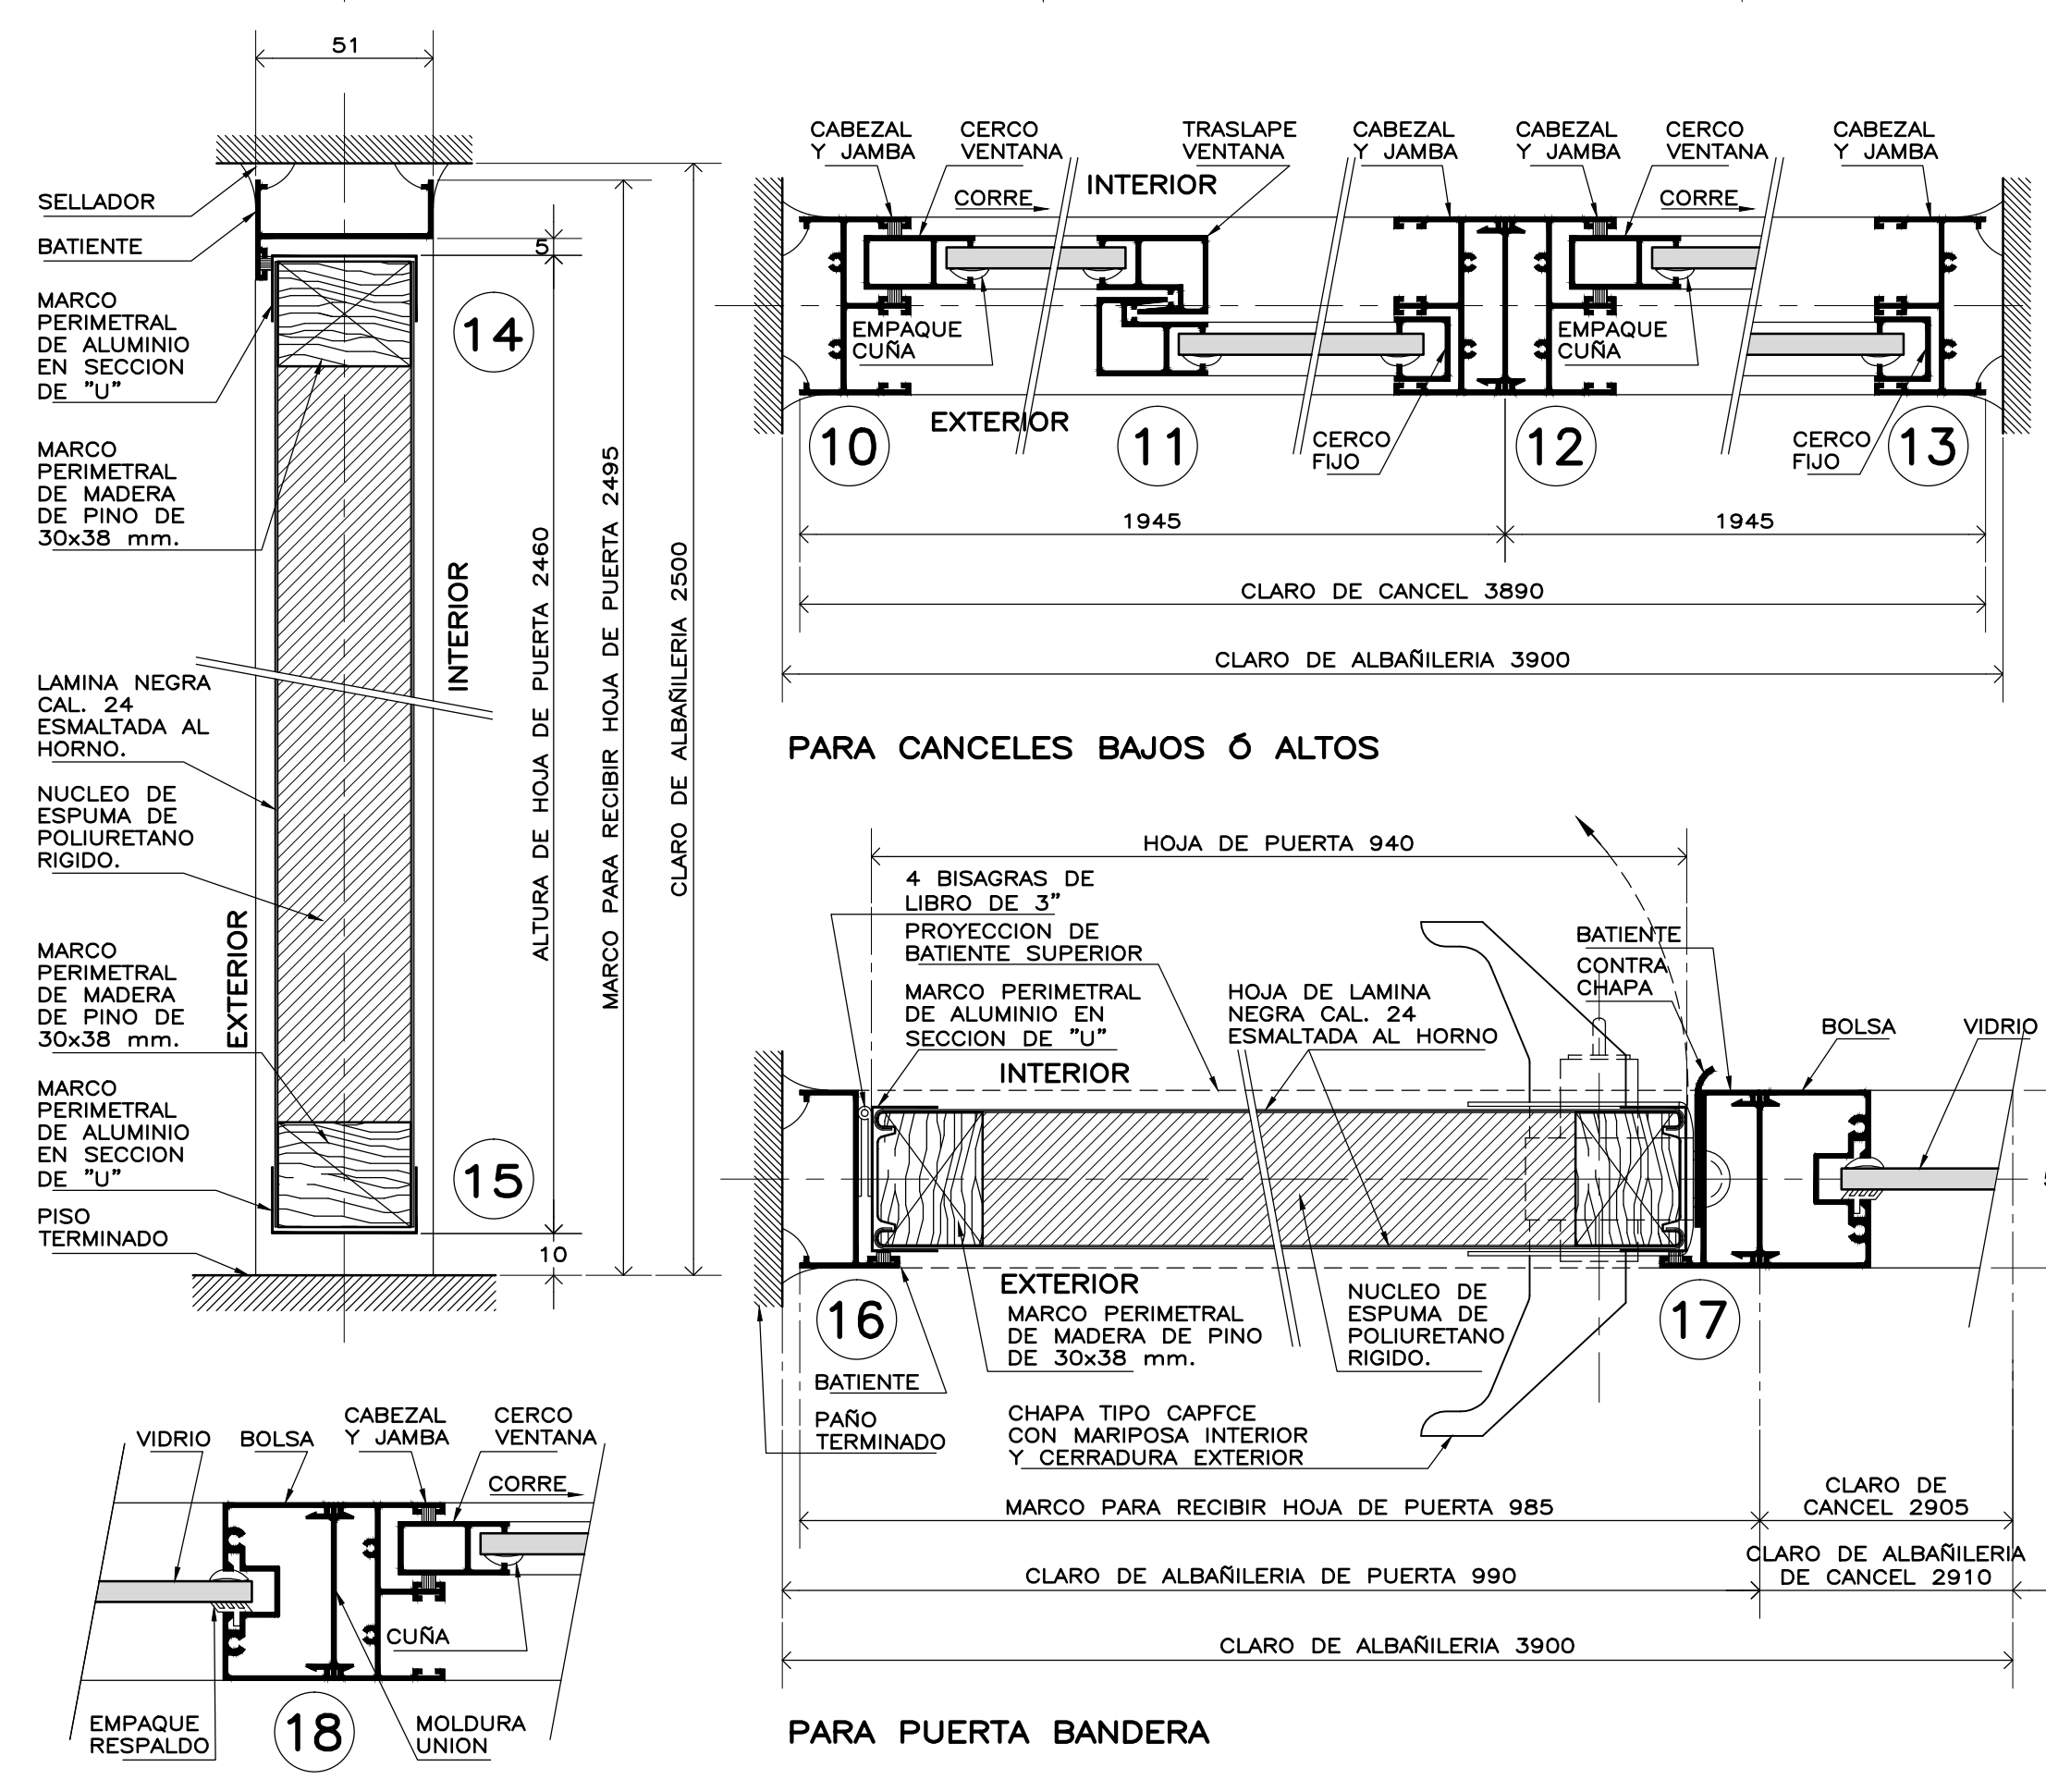 51
SELLADOR
BATIENTE
MARCO
PERIMETRAL
DE ALUMINIO
EN SECCION
DE "U"
MARCO
PERIMETRAL
DE MADERA
DE PINO DE
30x38 mm.
LAMINA NEGRA
CAL. 24
ESMALTADA AL
HORNO.
NUCLEO DE
ESPUMA DE
POLIURETANO
RIGIDO.
MARCO
PERIMETRAL
DE MADERA
DE PINO DE
30x38 mm.
MARCO
PERIMETRAL
DE ALUMINIO
EN SECCION
DE "U"
PISO
TERMINADO
EXTERIOR
INTERIOR
14
15
5
10
ALTURA DE HOJA DE PUERTA 2460
MARCO PARA RECIBIR HOJA DE PUERTA 2495
CLARO DE ALBAÑILERIA 2500
CABEZAL
Y JAMBA
CERCO
VENTANA
TRASLAPE
VENTANA
CABEZAL
Y JAMBA
CABEZAL
Y JAMBA
CERCO
VENTANA
CABEZAL
Y JAMBA
INTERIOR
CORRE
CORRE
EMPAQUE
CUÑA
EMPAQUE
CUÑA
EXTERIOR
CERCO
FIJO
CERCO
FIJO
10
11
12
13
1945
1945
CLARO DE CANCEL 3890
CLARO DE ALBAÑILERIA 3900
PARA CANCELES BAJOS Ó ALTOS
HOJA DE PUERTA 940
4 BISAGRAS DE
LIBRO DE 3"
PROYECCION DE
BATIENTE SUPERIOR
MARCO PERIMETRAL
DE ALUMINIO EN
SECCION DE "U"
HOJA DE LAMINA
NEGRA CAL. 24
ESMALTADA AL HORNO
BATIENTE
CONTRA
CHAPA
BOLSA
VIDRIO
INTERIOR
EXTERIOR
16
17
MARCO PERIMETRAL
DE MADERA DE PINO
DE 30x38 mm.
NUCLEO DE
ESPUMA DE
POLIURETANO
RIGIDO.
BATIENTE
PAÑO
TERMINADO
CHAPA TIPO CAPFCE
CON MARIPOSA INTERIOR
Y CERRADURA EXTERIOR
MARCO PARA RECIBIR HOJA DE PUERTA 985
CLARO DE
CANCEL 2905
CLARO DE ALBAÑILERIA DE PUERTA 990
CLARO DE ALBAÑILERIA
DE CANCEL 2910
CLARO DE ALBAÑILERIA 3900
PARA PUERTA BANDERA
VIDRIO
BOLSA
CABEZAL
Y JAMBA
CERCO
VENTANA
CORRE
CUÑA
EMPAQUE
RESPALDO
18
MOLDURA
UNION